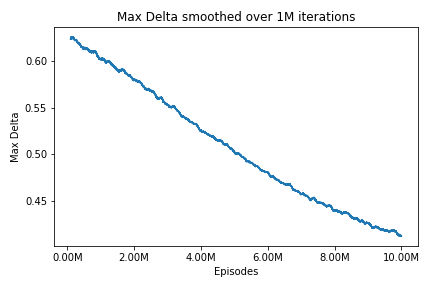 Max Delta smoothed over 1M iterations
Max Delta
0.60
0.55
0.50
0.45
0.00M 2.00M 4.00M 6.00M 8.00M 10.00M
Episodes